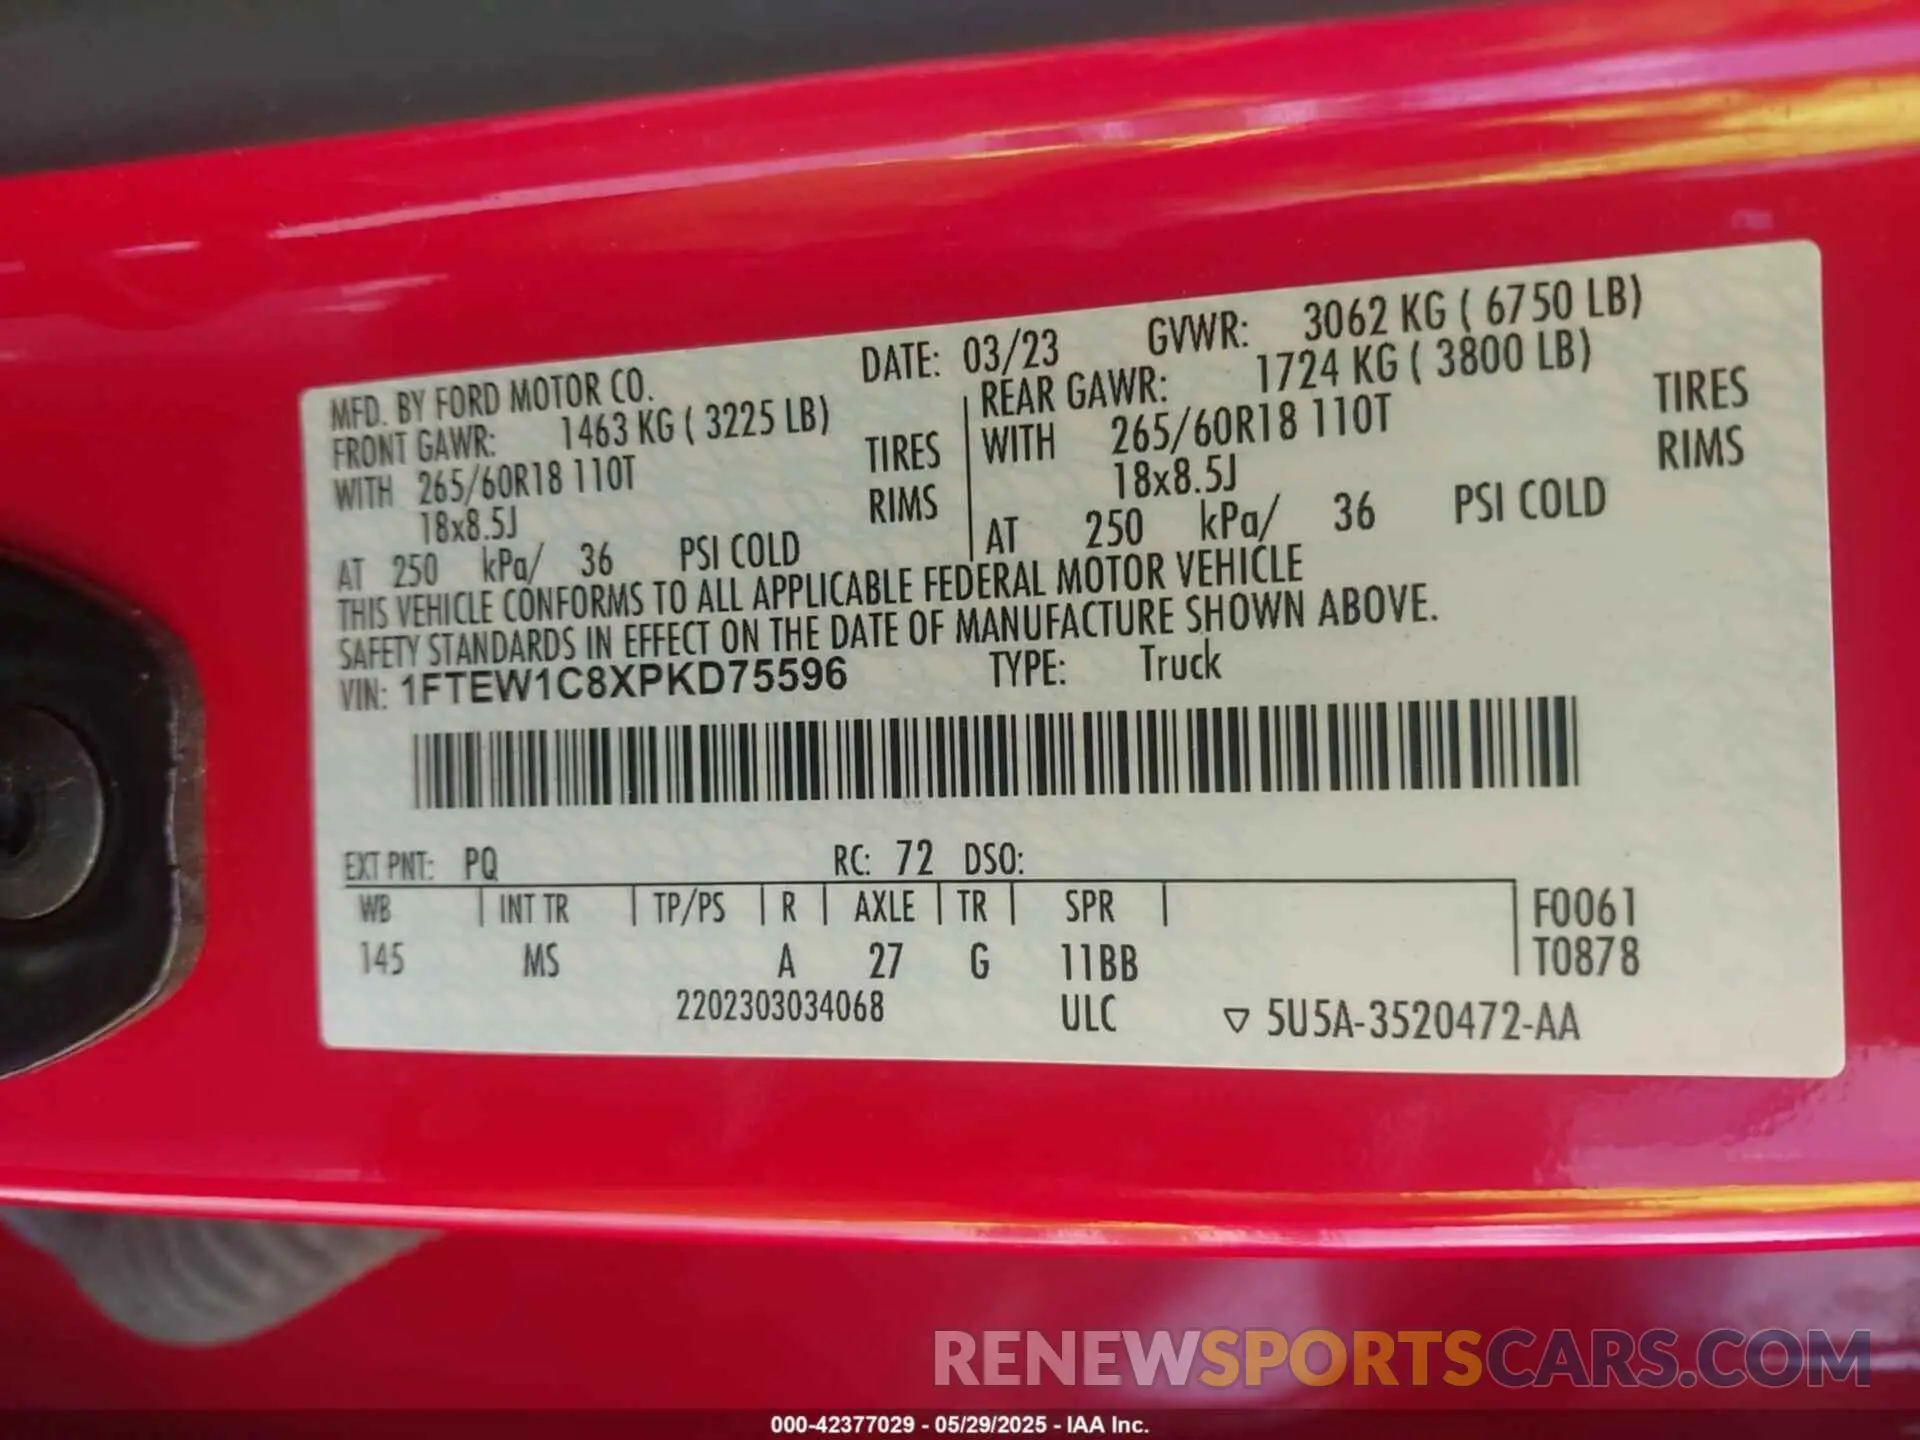 MFD. BY FORD MOTOR CO. DATE: 03/23 GVWR: 3062 KG ( 6750 LB)
FRONT GAWR: 1463 KG ( 3225 LB) REAR GAWR: 1724 KG ( 3800 LB)
WITH 265/60R18 110T TIRES WITH 265/60R18 110T TIRES
18x8.5J RIMS 18x8.5J RIMS
AT 250 kPa/ 36 PSI COLD AT 250 kPa/ 36 PSI COLD
THIS VEHICLE CONFORMS TO ALL APPLICABLE FEDERAL MOTOR VEHICLE
SAFETY STANDARDS IN EFFECT ON THE DATE OF MANUFACTURE SHOWN ABOVE.
VIN: 1FTEW1C8XPKD75596 TYPE: Truck
EXT PNT: PQ RC: 72 DSO:
WB INT TR TP/PS R AXLE TR SPR F0061
145 MS A 27 G 11BB T0878
2202303034068 ULC ▽ 5U5A-3520472-AA
RENEWSPORTSCARS.COM
000-42377029 - 05/29/2025 - IAA Inc.